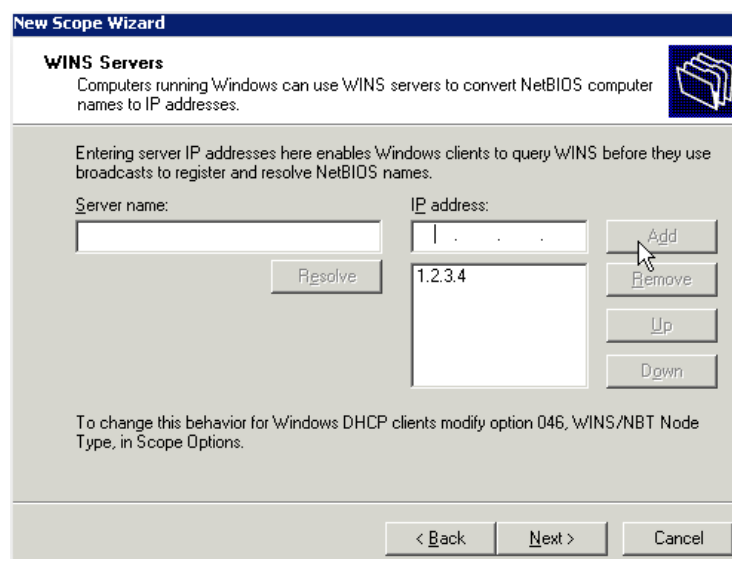 New Scope Wizard
WINS Servers
Computers running Windows can use WINS servers to convert NetBIOS computer
names to IP addresses.
Entering server IP addresses here enables Windows clients to query WINS before they use
broadcasts to register and resolve NetBIOS names.
Server name:
IP address:
Add
Resolve
1.2.3.4
Remove
Up
Down
To change this behavior for Windows DHCP clients modify option 046, WINS/NBT Node
Type, in Scope Options.
< Back
Next >
Cancel